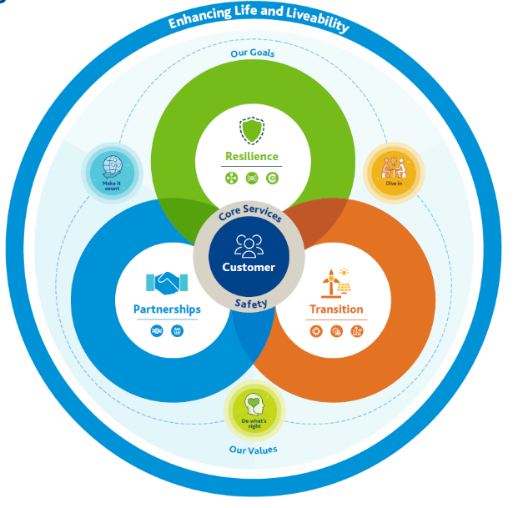 Enhancing Life and Liveability
Our Goals
Resilience
Make it
count
Dive in
Core Services
Customer
Safety
Partnerships
Transition
Do what's
right
Our Values